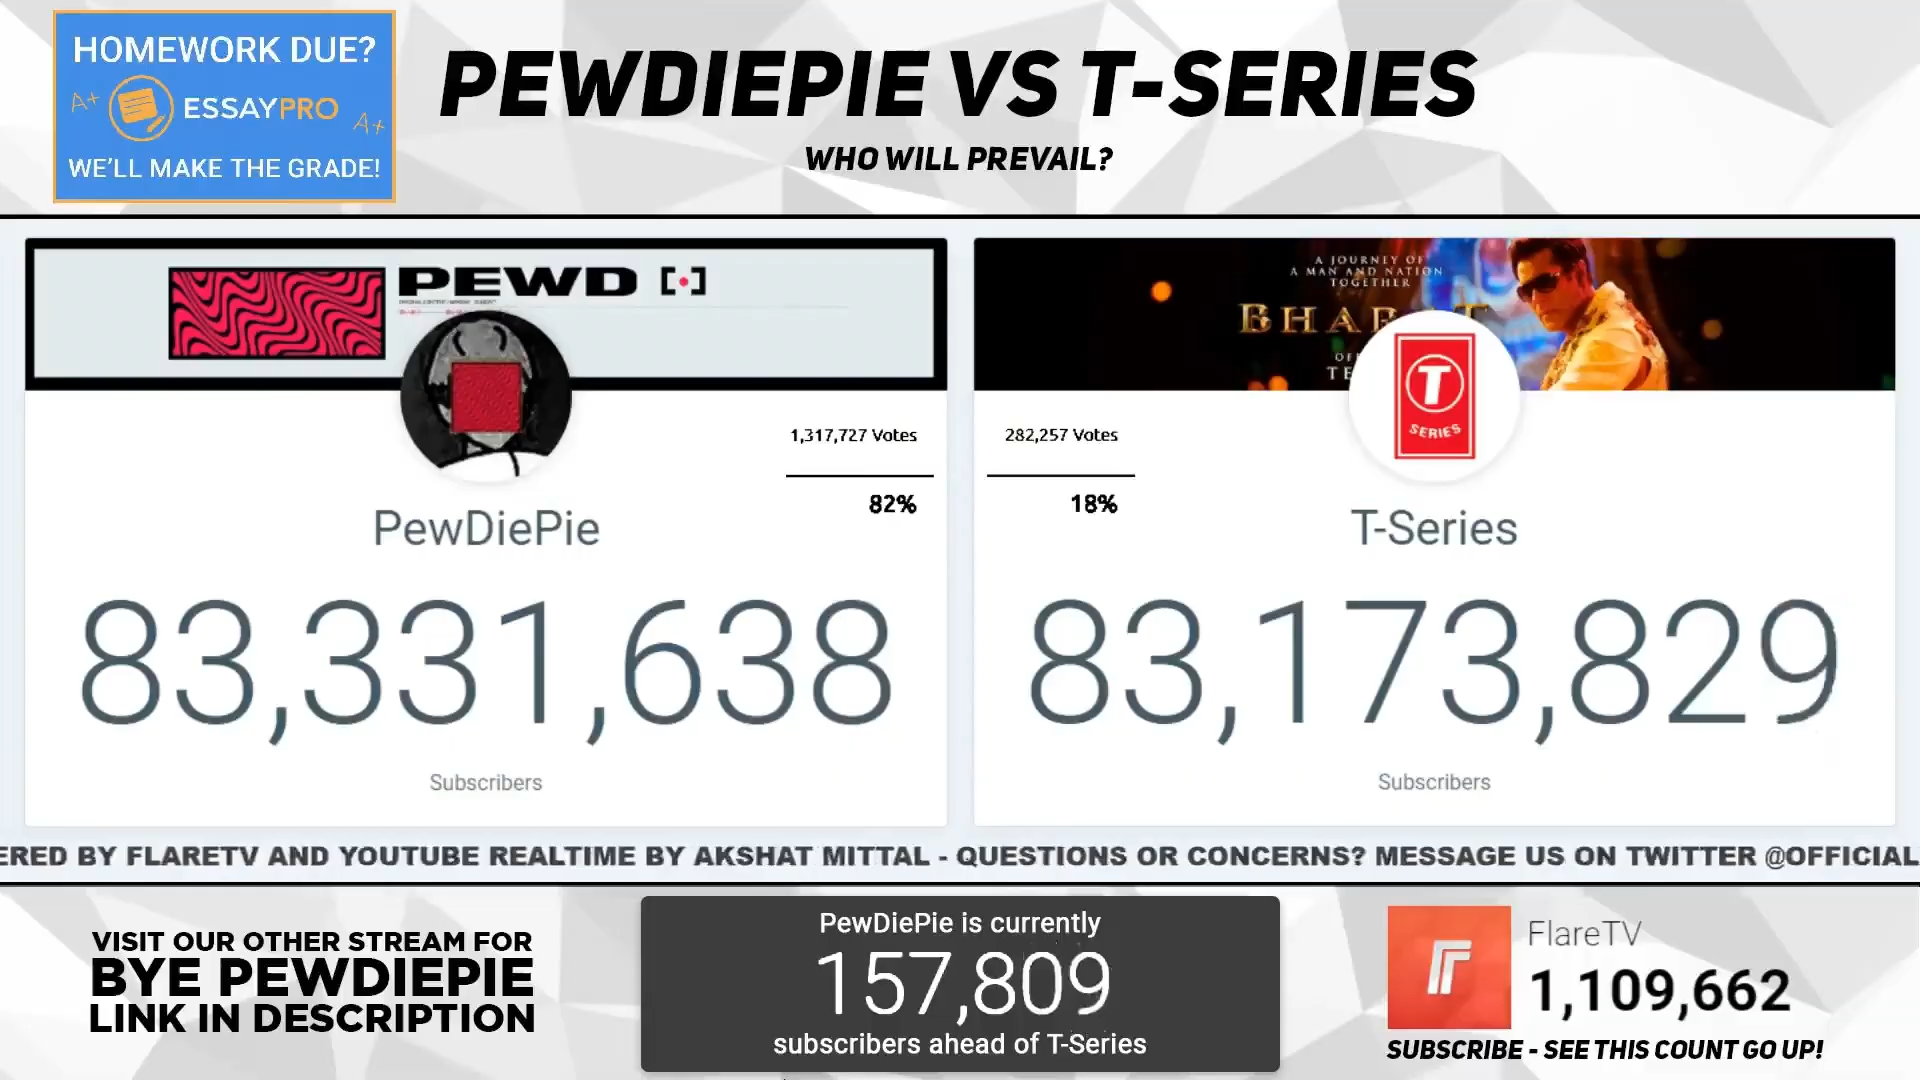 HOMEWORK DUE?
A+
ESSAYPRO
A+
WE'LL MAKE THE GRADE!
PEWDIEPIE VS T-SERIES
WHO WILL PREVAIL?
PEWD
A JOURNEY OF
A MAN AND NATION
TOGETHER
T
SERIES
1,317,727 Votes
82%
282,257 Votes
18%
PewDiePie
T-Series
83,331,638
83,173,829
Subscribers
Subscribers
ERED BY FLARETV AND YOUTUBE REALTIME BY AKSHAT MITTAL - QUESTIONS OR CONCERNS? MESSAGE US ON TWITTER @OFFICIAL
VISIT OUR OTHER STREAM FOR
BYE PEWDIEPIE
LINK IN DESCRIPTION
PewDiePie is currently
157,809
subscribers ahead of T-Series
FlareTV
1,109,662
SUBSCRIBE - SEE THIS COUNT GO UP!